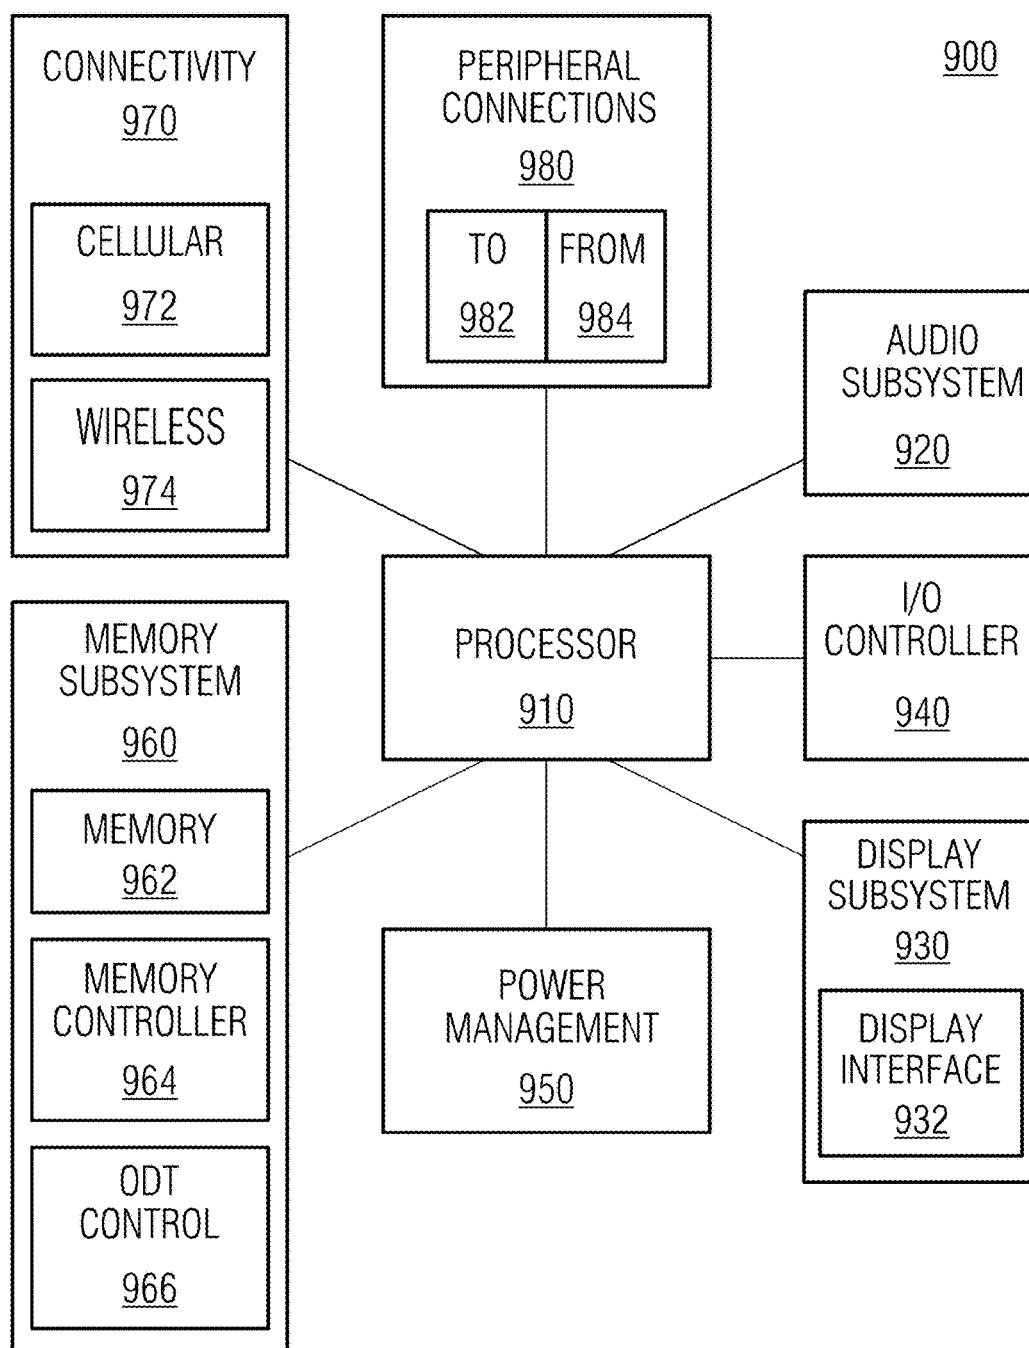 900
CONNECTIVITY
970
CELLULAR
972
WIRELESS
974
PERIPHERAL
CONNECTIONS
980
TO
982
FROM
984
AUDIO
SUBSYSTEM
920
PROCESSOR
910
I/O
CONTROLLER
940
MEMORY
SUBSYSTEM
960
MEMORY
962
MEMORY
CONTROLLER
964
ODT
CONTROL
966
POWER
MANAGEMENT
950
DISPLAY
SUBSYSTEM
930
DISPLAY
INTERFACE
932